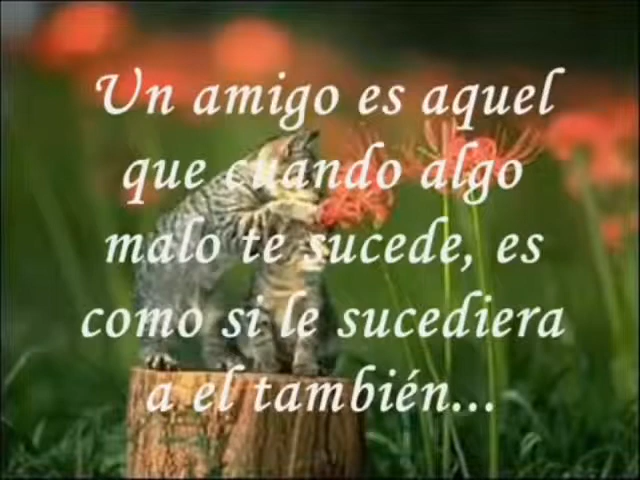 Un amigo es aquel
que cuando algo
malo te sucede, es
como si le sucediera
a el también...